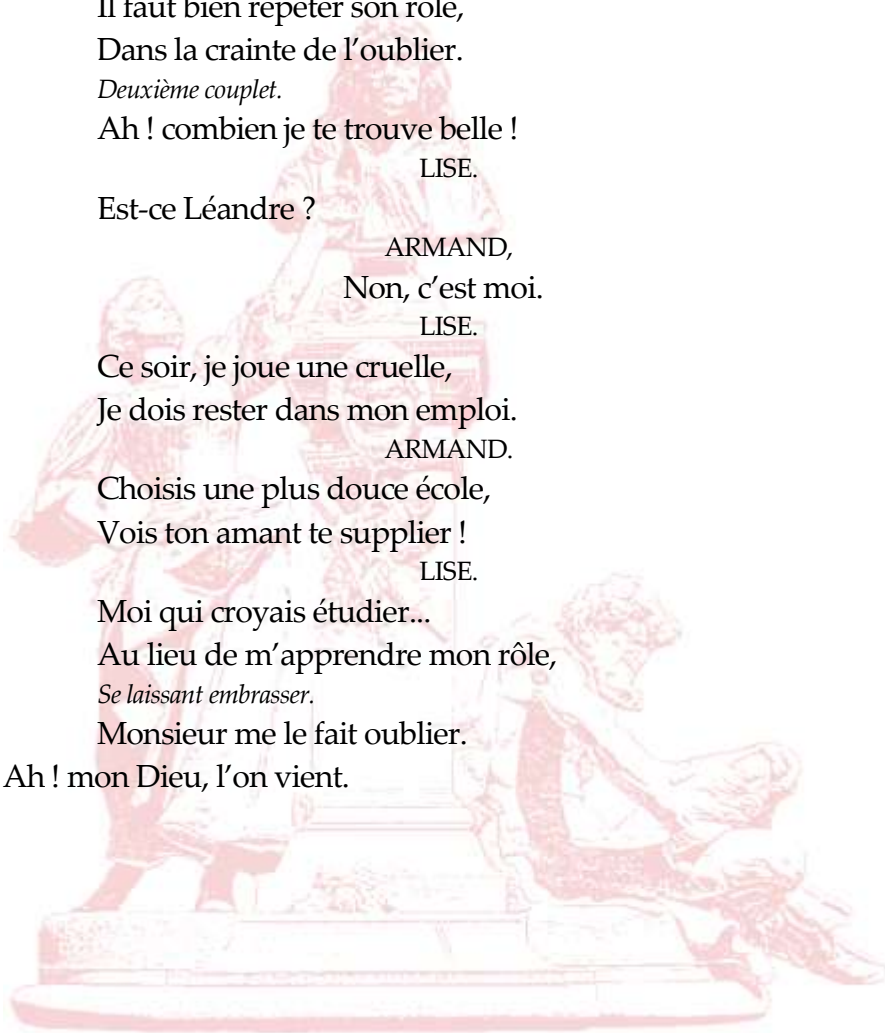 Il faut bien répéter son rôle,
Dans la crainte de l’oublier.
Deuxième couplet.
Ah ! combien je te trouve belle !
LISE.
Est-ce Léandre ?
ARMAND,
Non, c’est moi.
LISE.
Ce soir, je joue une cruelle,
Je dois rester dans mon emploi.
ARMAND.
Choisis une plus douce école,
Vois ton amant te supplier !
LISE.
Moi qui croyais étudier...
Au lieu de m’apprendre mon rôle,
Se laissant embrasser.
Monsieur me le fait oublier.
Ah ! mon Dieu, l’on vient.